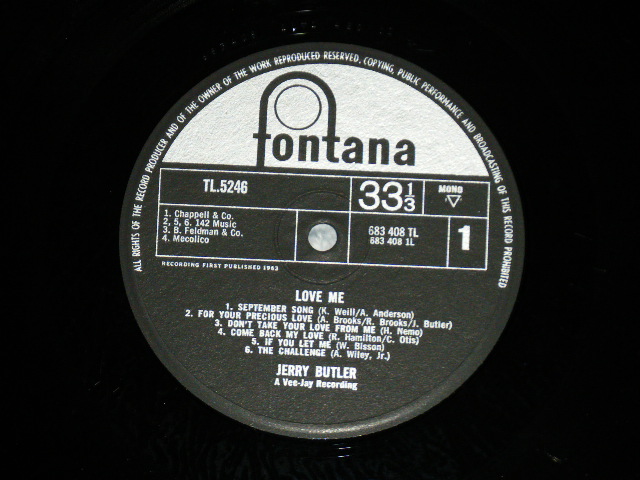 ALL RIGHTS OF THE RECORD PRODUCER AND OF THE OWNER OF THE WORK REPRODUCED RESERVED, COPYING, PUBLIC PERFORMANCE AND BROADCASTING OF THIS RECORD PROHIBITED
fontana
TL.5246
33 1/3
MONO
1. Chappell & Co.
2, 5, 6. 142 Music
3. B. Feldman & Co.
4. Mecolico
683 408 TL
683 408 1L
1
RECORDING FIRST PUBLISHED 1963
LOVE ME
1. SEPTEMBER SONG (K. Weill/A. Anderson)
2. FOR YOUR PRECIOUS LOVE (A. Brooks/R. Brooks/J. Butler)
3. DON'T TAKE YOUR LOVE FROM ME (H. Nemo)
4. COME BACK MY LOVE (R. Hamilton/C. Otis)
5. IF YOU LET ME (W. Bisson)
6. THE CHALLENGE (A. Wiley, Jr.)
JERRY BUTLER
A Vee-Jay Recording